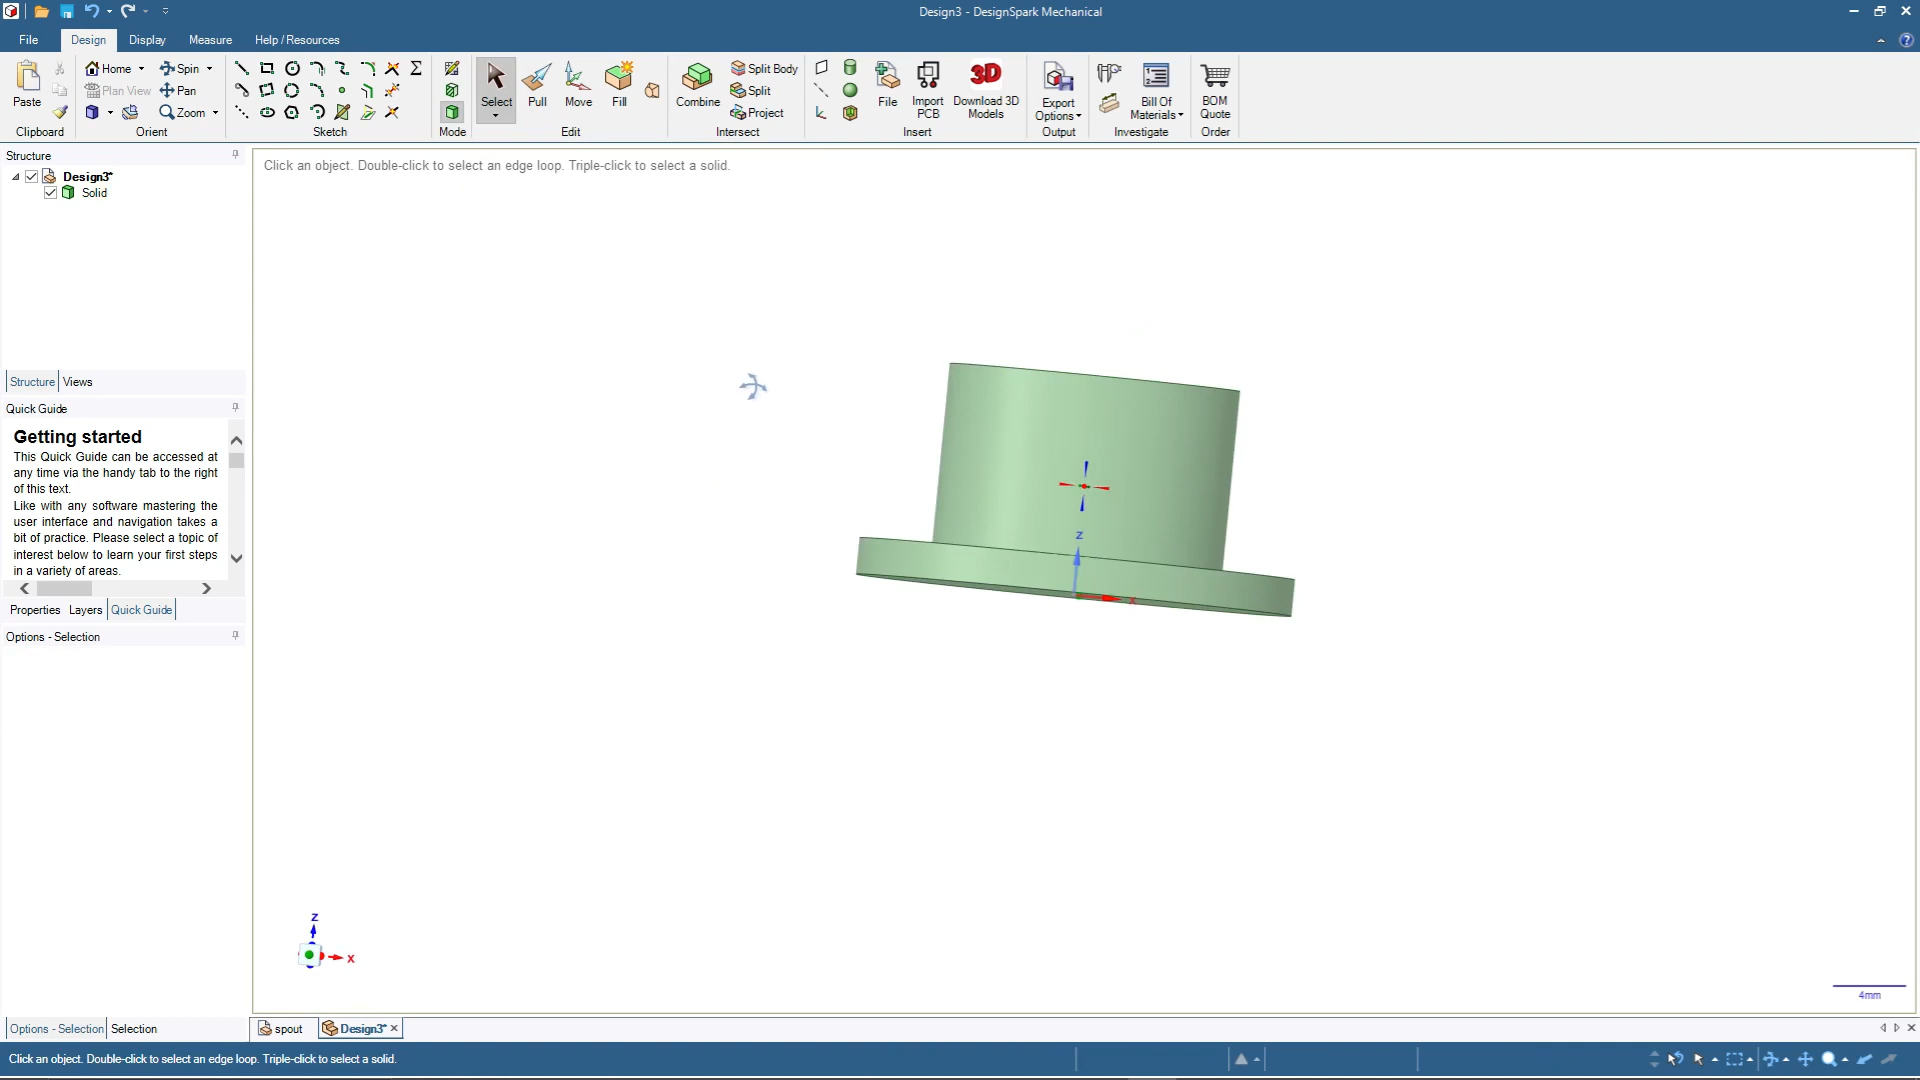 Design3 - DesignSpark Mechanical
File Design Display Measure Help / Resources
Paste
Home
Plan View
Spin
Pan
Zoom
Select
Pull
Move
Fill
Combine
Split Body
Split
Project
File
Import
PCB
3D
Download 3D
Models
Export
Options
Bill Of
Materials
BOM
Quote
Clipboard Orient Sketch Mode Edit Intersect Insert Output Investigate Order
Structure
Design3*
Solid
Structure Views
Quick Guide
Getting started
This Quick Guide can be accessed at
any time via the handy tab to the right
of this text.
Like with any software mastering the
user interface and navigation takes a
bit of practice. Please select a topic of
interest below to learn your first steps
in a variety of areas.
Properties Layers Quick Guide
Options - Selection
Click an object. Double-click to select an edge loop. Triple-click to select a solid.
Z
X
Z
X
4mm
Options - Selection Selection
spout Design3*
Click an object. Double-click to select an edge loop. Triple-click to select a solid.